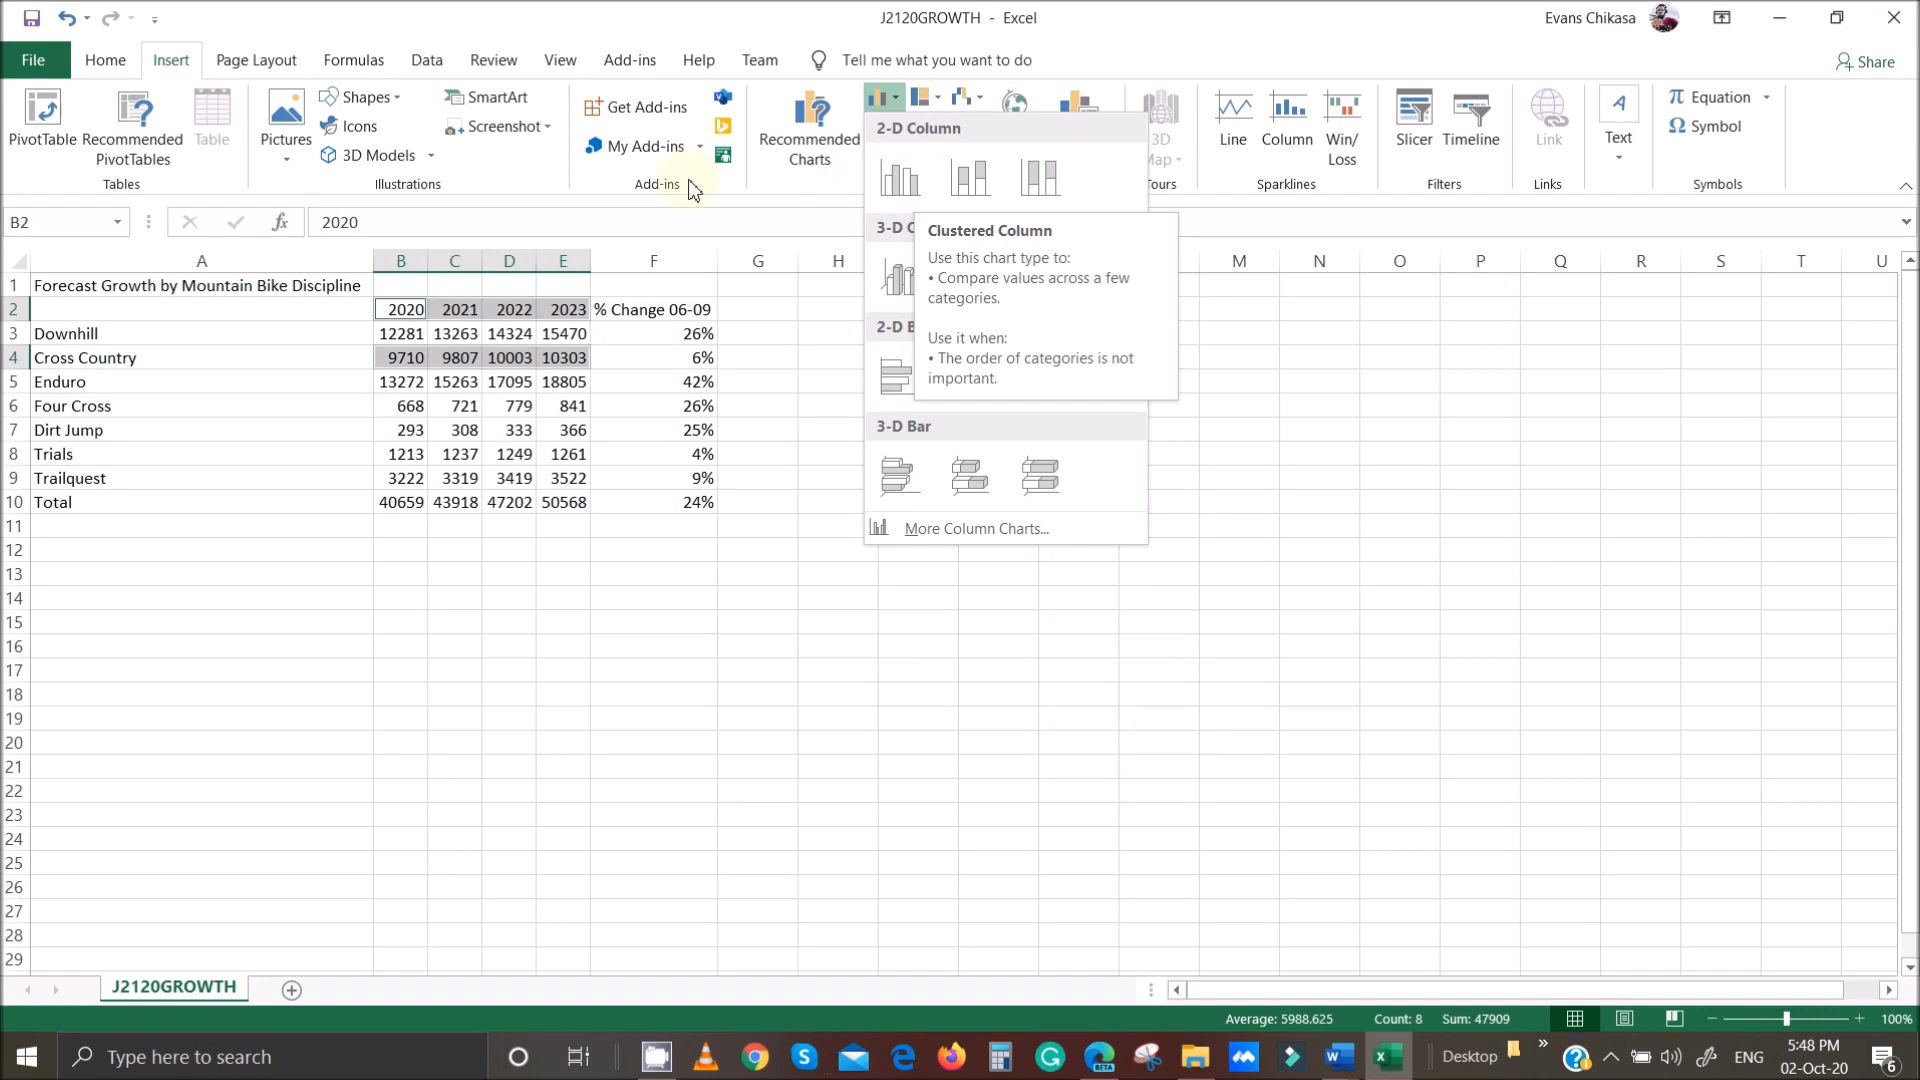 J2120GROWTH - Excel
Evans Chikasa
File Home Insert Page Layout Formulas Data Review View Add-ins Help Team Tell me what you want to do Share
PivotTable
Recommended
PivotTables
Table
Tables
Pictures
Shapes
Icons
3D Models
SmartArt
Screenshot
Illustrations
Get Add-ins
My Add-ins
Add-ins
Recommended
Charts
3D
Map
Tours
Line
Column
Win/
Loss
Sparklines
Slicer
Timeline
Filters
Link
Links
Text
Equation
Symbol
Symbols
2-D Column
3-D C
Clustered Column
Use this chart type to:
• Compare values across a few
categories.
Use it when:
• The order of categories is not
important.
2-D B
3-D Bar
More Column Charts...
B2 fx 2020
A B C D E F G H M N O P Q R S T U
1 Forecast Growth by Mountain Bike Discipline
2 2020 2021 2022 2023 % Change 06-09
3 Downhill 12281 13263 14324 15470 26%
4 Cross Country 9710 9807 10003 10303 6%
5 Enduro 13272 15263 17095 18805 42%
6 Four Cross 668 721 779 841 26%
7 Dirt Jump 293 308 333 366 25%
8 Trials 1213 1237 1249 1261 4%
9 Trailquest 3222 3319 3419 3522 9%
10 Total 40659 43918 47202 50568 24%
11
12
13
14
15
16
17
18
19
20
21
22
23
24
25
26
27
28
29
J2120GROWTH
Average: 5988.625 Count: 8 Sum: 47909 100%
Type here to search
BETA
Desktop
ENG
5:48 PM
02-Oct-20
6